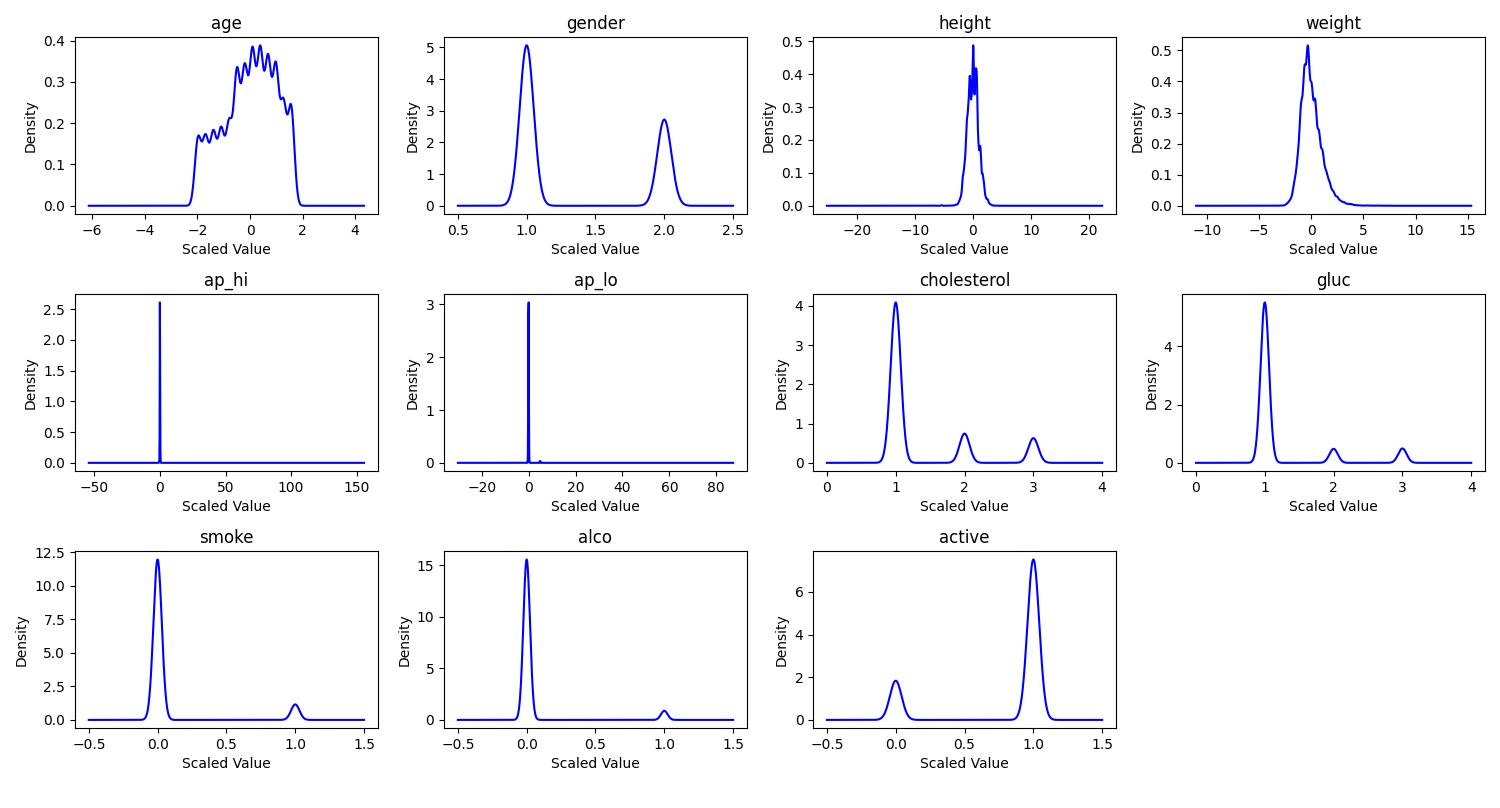 age
gender
height
weight
0.4
0.3
0.2
0.1
0.0
Density
−6 −4 −2 0 2 4
Scaled Value
5
4
3
2
1
0
Density
0.5 1.0 1.5 2.0 2.5
Scaled Value
0.5
0.4
0.3
0.2
0.1
0.0
Density
−20 −10 0 10 20
Scaled Value
0.5
0.4
0.3
0.2
0.1
0.0
Density
−10 −5 0 5 10 15
Scaled Value
ap_hi
ap_lo
cholesterol
gluc
2.5
2.0
1.5
1.0
0.5
0.0
Density
−50 0 50 100 150
Scaled Value
3
2
1
0
Density
−20 0 20 40 60 80
Scaled Value
4
3
2
1
0
Density
0 1 2 3 4
Scaled Value
4
2
0
Density
0 1 2 3 4
Scaled Value
smoke
alco
active
12.5
10.0
7.5
5.0
2.5
0.0
Density
−0.5 0.0 0.5 1.0 1.5
Scaled Value
15
10
5
0
Density
−0.5 0.0 0.5 1.0 1.5
Scaled Value
6
4
2
0
Density
−0.5 0.0 0.5 1.0 1.5
Scaled Value